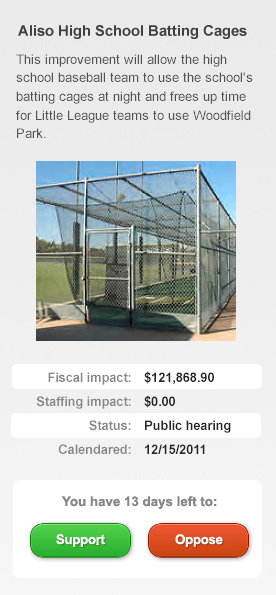 Aliso High School Batting Cages
This improvement will allow the high
school baseball team to use the school's
batting cages at night and frees up time
for Little League teams to use Woodfield
Park.
Fiscal impact: $121,868.90
Staffing impact: $0.00
Status: Public hearing
Calendared: 12/15/2011
You have 13 days left to:
Support Oppose